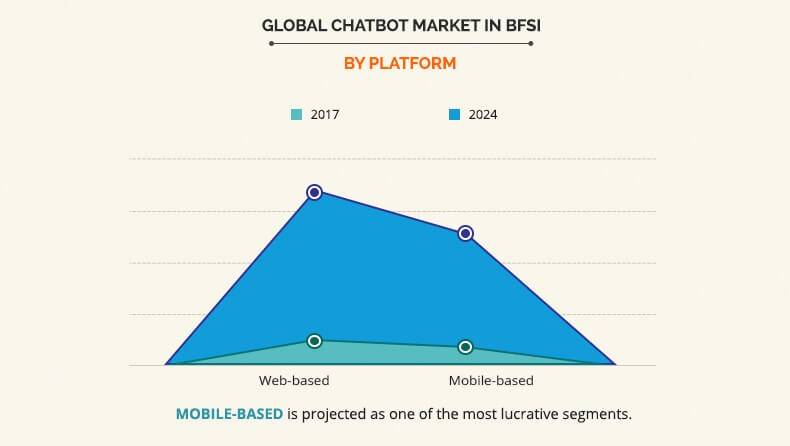 GLOBAL CHATBOT MARKET IN BFSI
BY PLATFORM
2017 2024
Web-based Mobile-based
MOBILE-BASED is projected as one of the most lucrative segments.